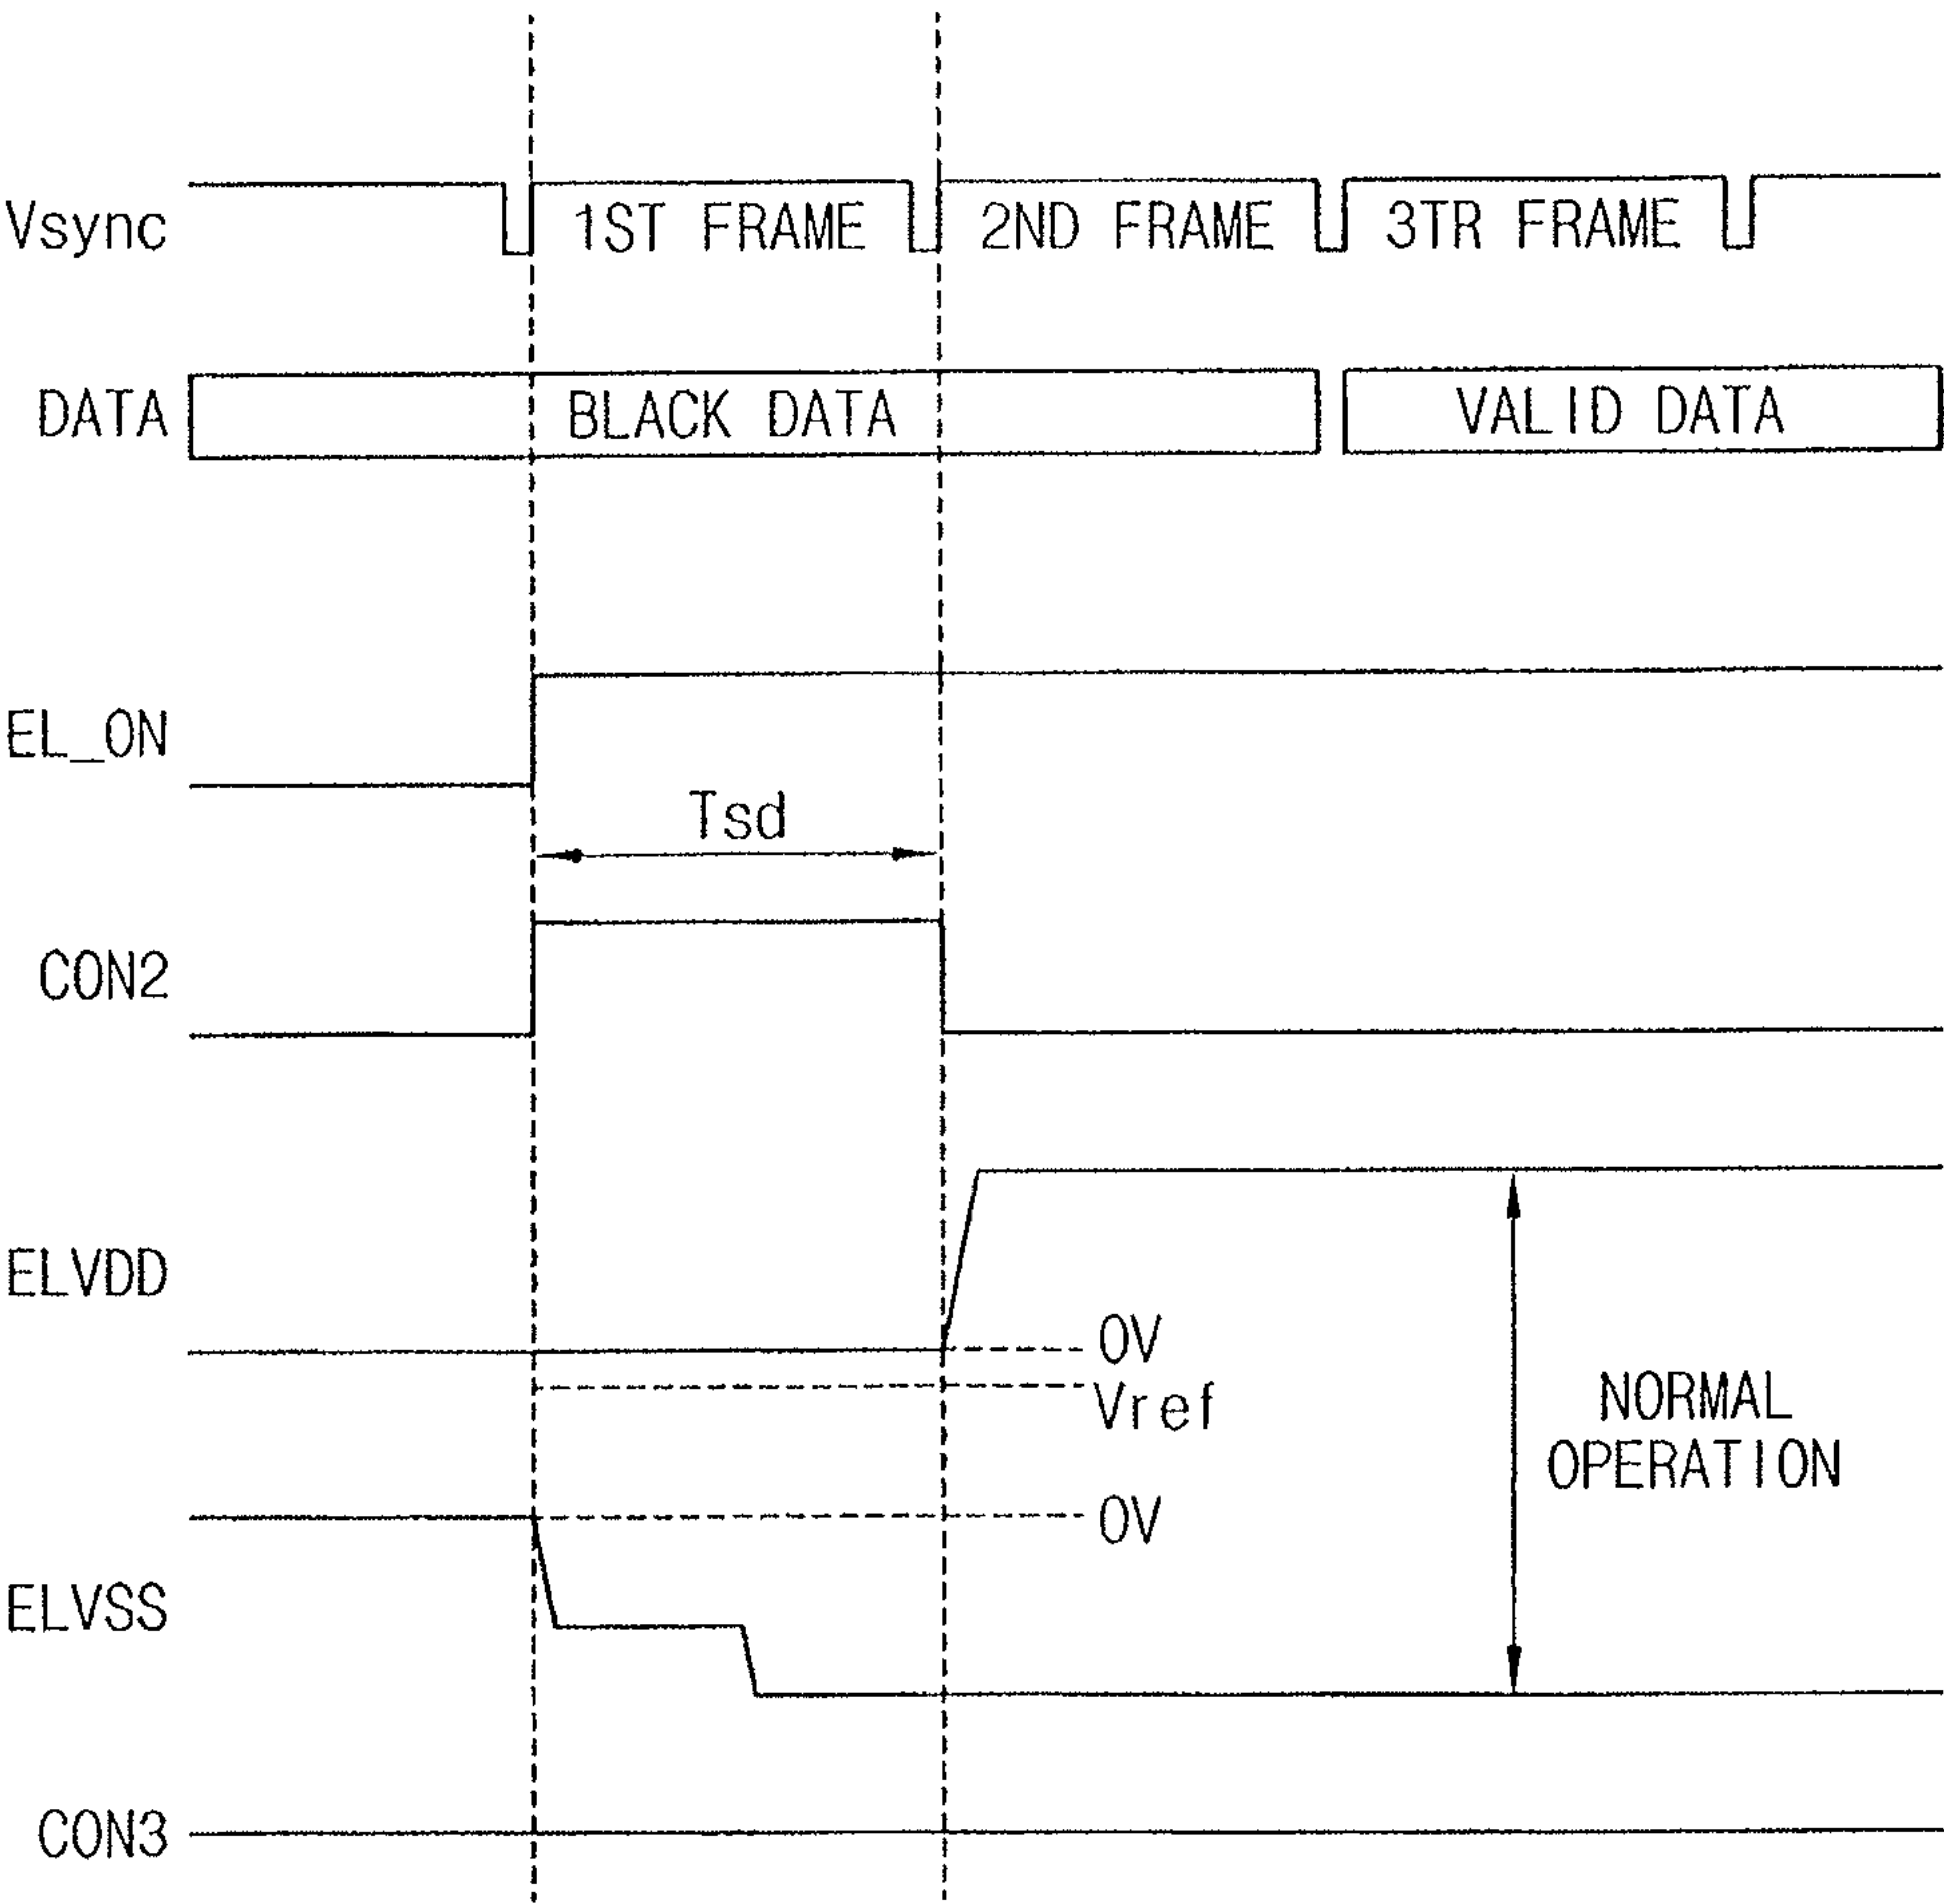 Vsync
1ST FRAME
2ND FRAME
3TR FRAME
DATA
BLACK DATA
VALID DATA
EL_ON
Tsd
CON2
ELVDD
0V
Vref
NORMAL
OPERATION
0V
ELVSS
CON3